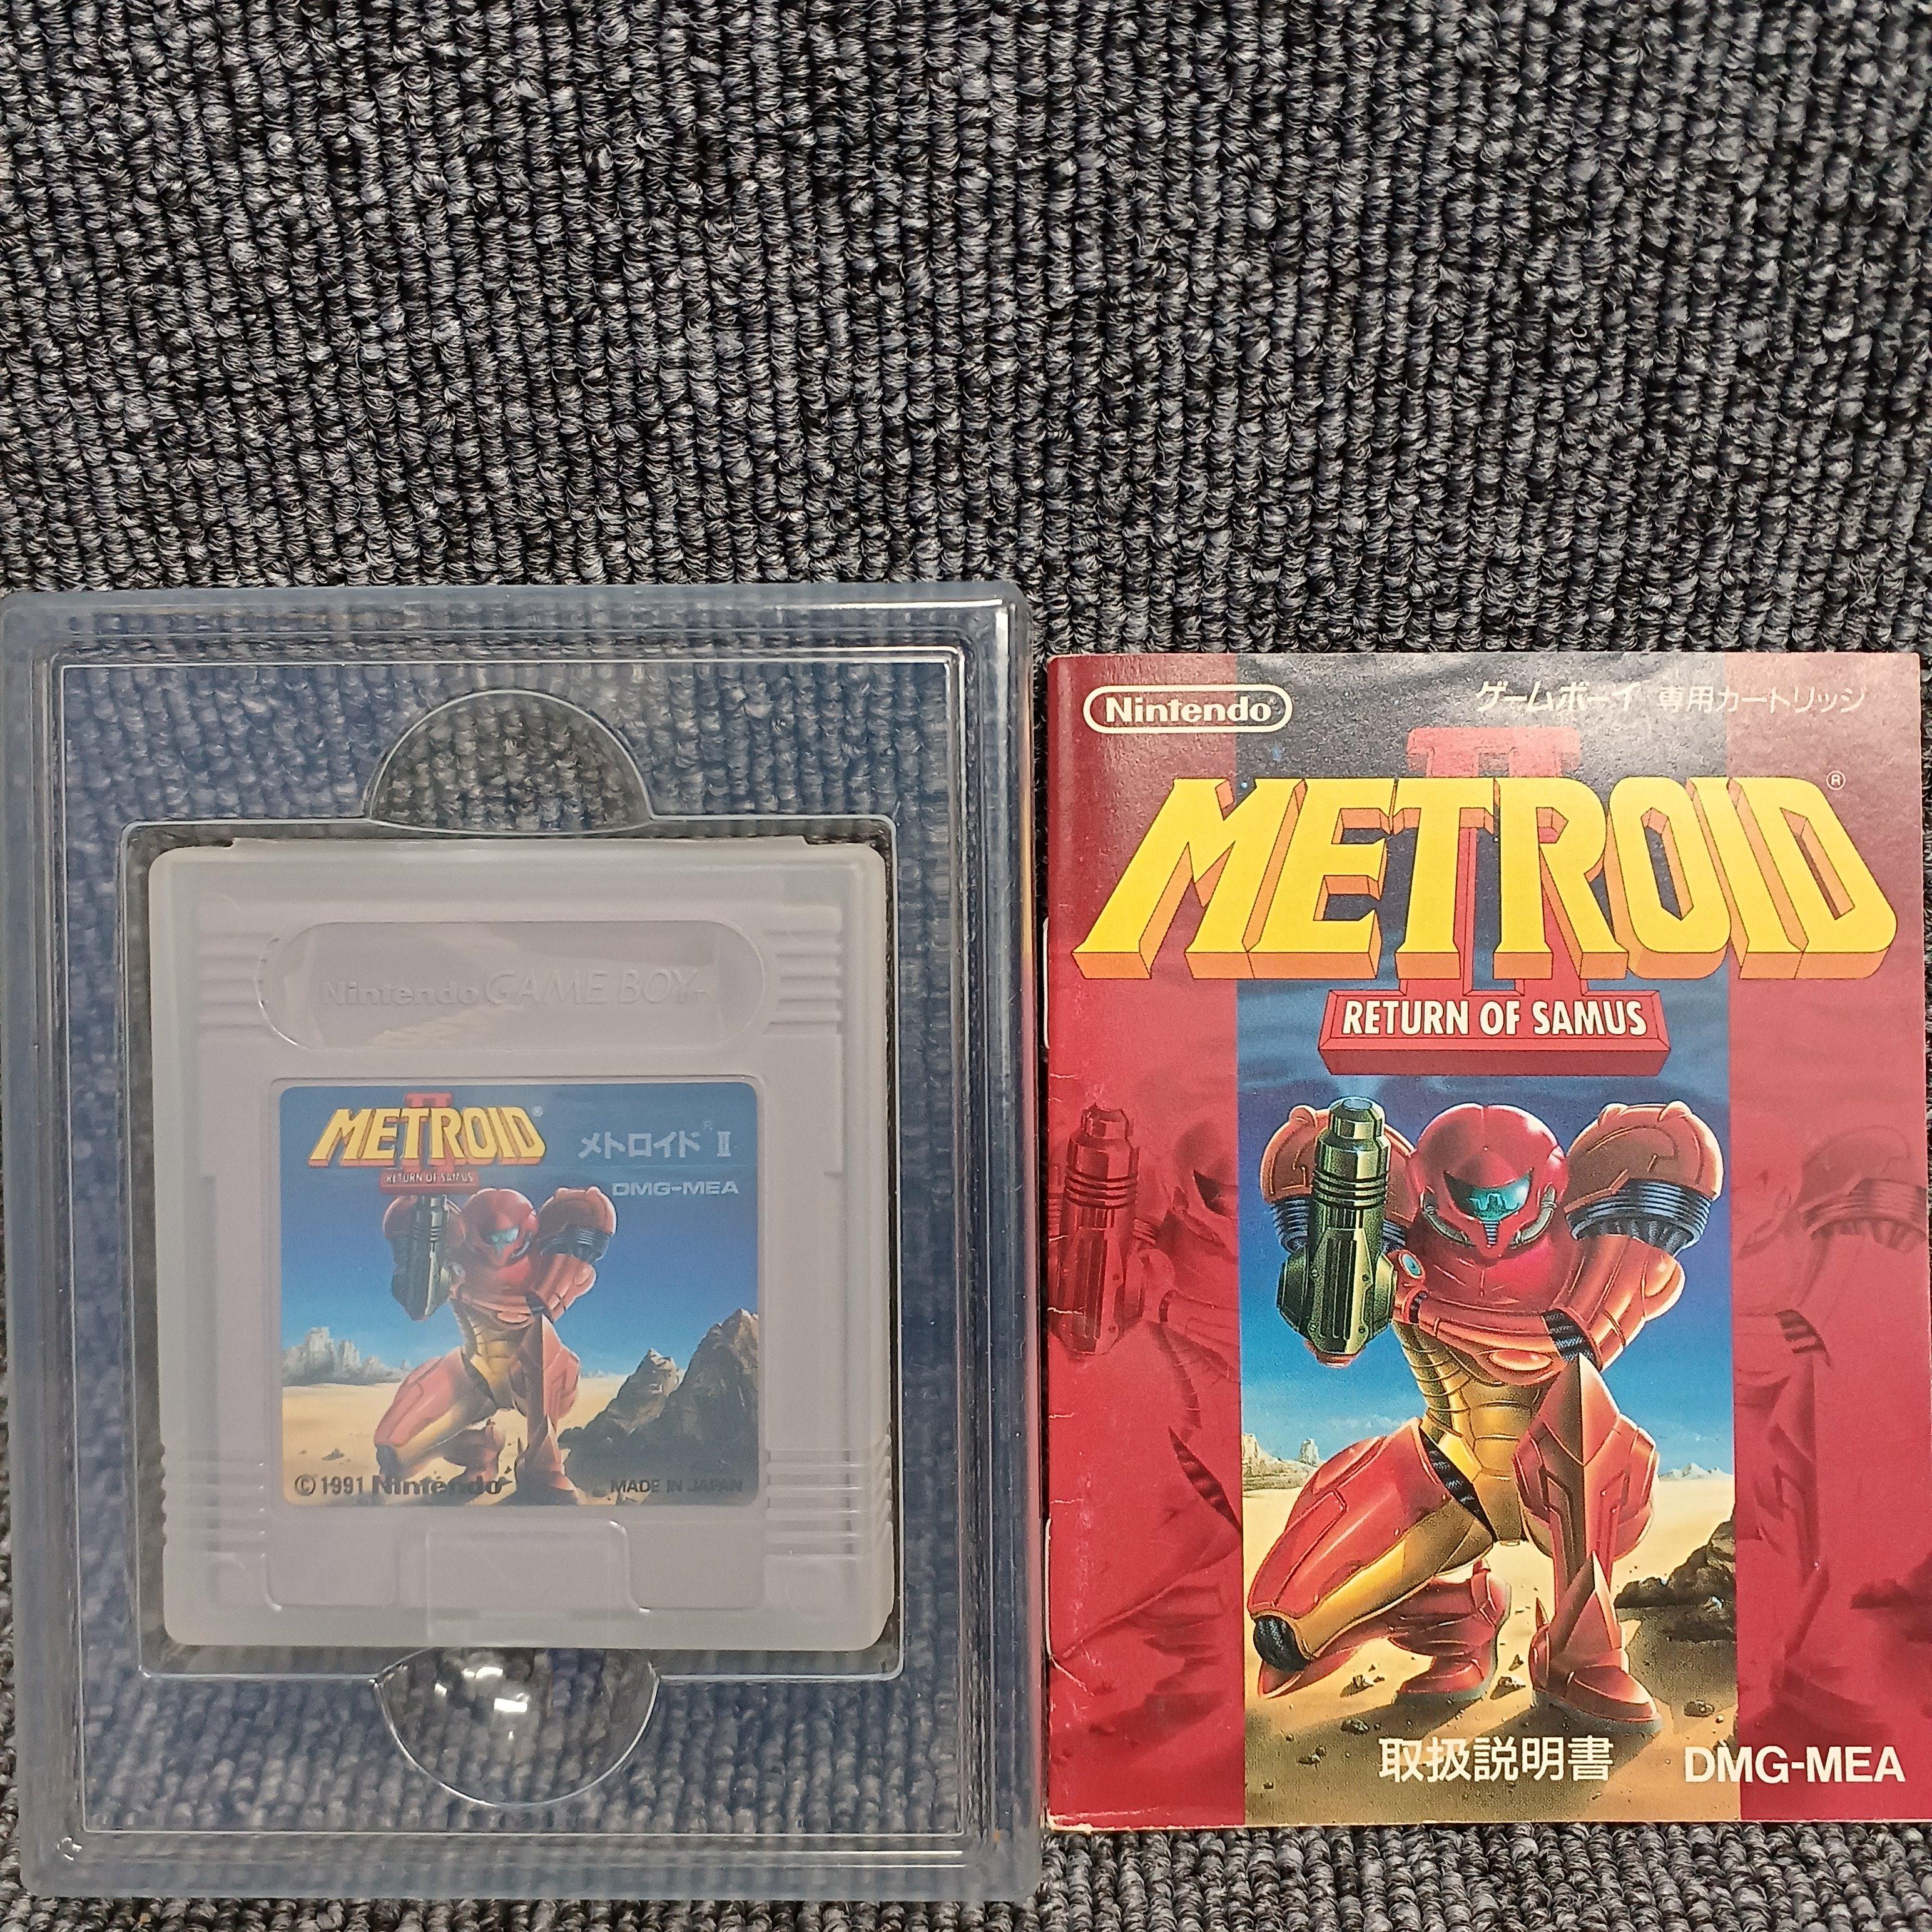 Nintendo GAME BOY™
METROID®
II
RETURN OF SAMUS
メトロイド® II
DMG-MEA
©1991 Nintendo
MADE IN JAPAN
Nintendo®
ゲームボーイ 専用カートリッジ
METROID®
II
RETURN OF SAMUS
取扱説明書
DMG-MEA